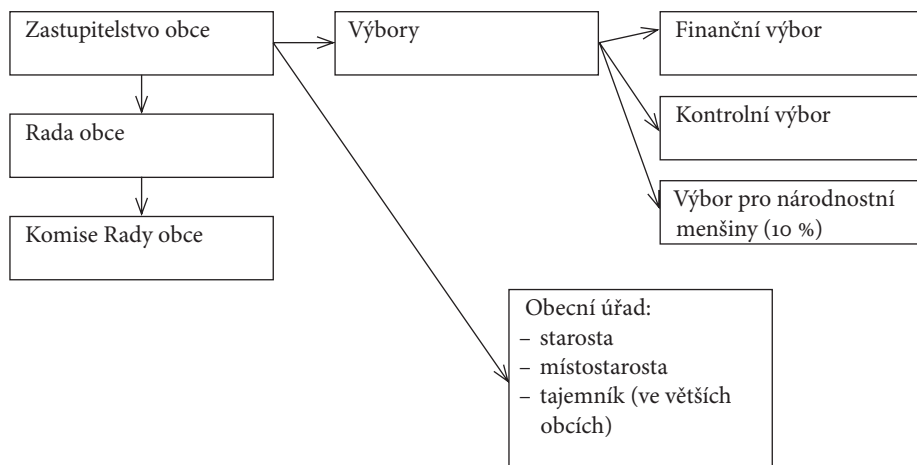 Zastupitelstvo obce
Výbory
Finanční výbor
Rada obce
Kontrolní výbor
Komise Rady obce
Výbor pro národnostní
menšiny (10 %)
Obecní úřad:
– starosta
– místostarosta
– tajemník (ve větších
obcích)